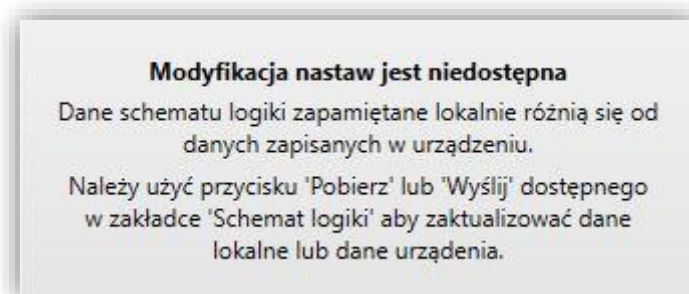 Modyfikacja nastaw jest niedostępna
Dane schematu logiki zapamiętane lokalnie różnią się od
danych zapisanych w urządzeniu.
Należy użyć przycisku 'Pobierz' lub 'Wyślij' dostępnego
w zakładce 'Schemat logiki' aby zaktualizować dane
lokalne lub dane urządenia.